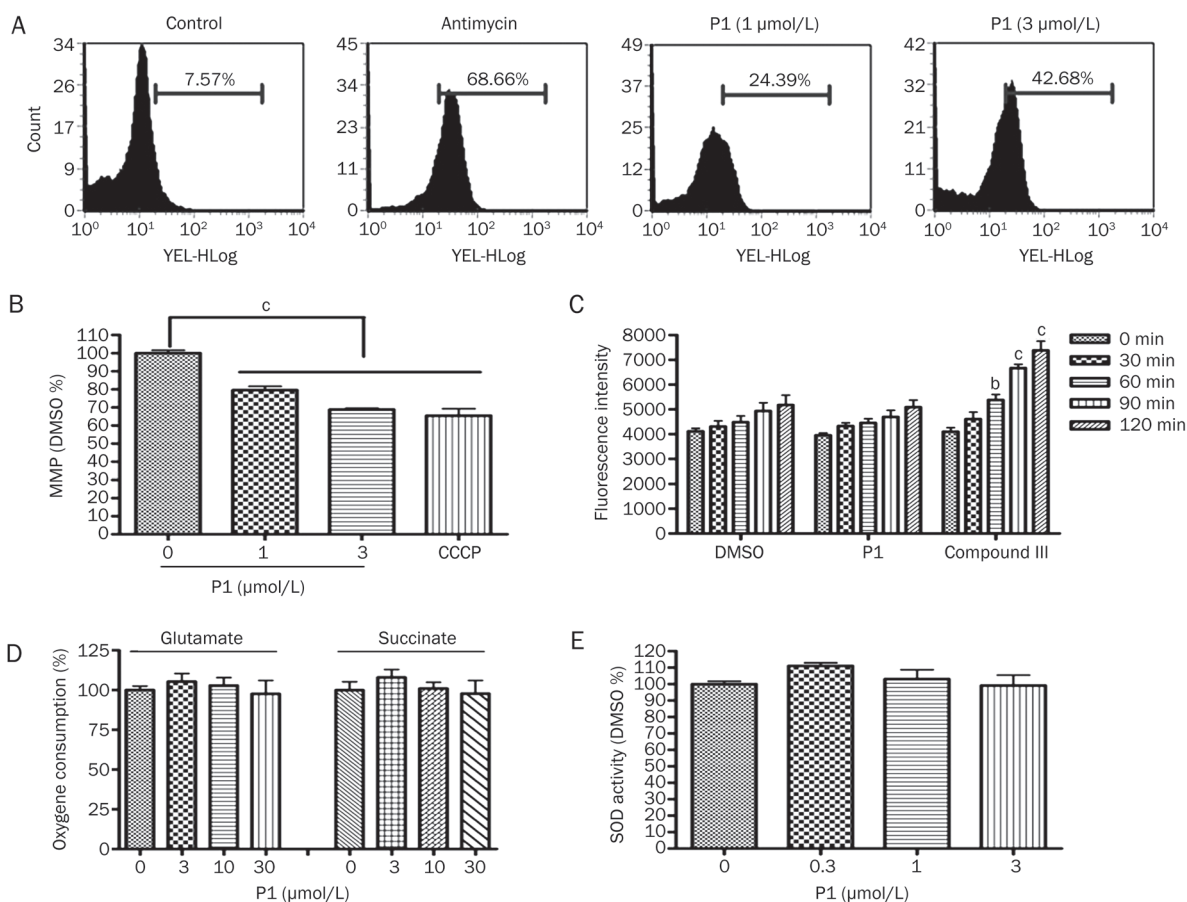 A
Control
Antimycin
P1 (1 µmol/L)
P1 (3 µmol/L)
34
26
17
9
0
Count
7.57%
10⁰ 10¹ 10² 10³ 10⁴
YEL-HLog
45
34
23
11
0
68.66%
10⁰ 10¹ 10² 10³ 10⁴
YEL-HLog
49
37
25
12
0
24.39%
10⁰ 10¹ 10² 10³ 10⁴
YEL-HLog
42
32
21
11
0
42.68%
10⁰ 10¹ 10² 10³ 10⁴
YEL-HLog
B
c
MMP (DMSO %)
110
100
90
80
70
60
50
40
30
20
10
0
0 1 3 CCCP
P1 (µmol/L)
C
Fluorescence intensity
8000
7000
6000
5000
4000
3000
2000
1000
0
b
c
c
DMSO P1 Compound III
0 min
30 min
60 min
90 min
120 min
D
Glutamate
Succinate
Oxygene consumption (%)
125
100
75
50
25
0
0 3 10 30 0 3 10 30
P1 (µmol/L)
E
SOD activity (DMSO %)
120
110
100
90
80
70
60
50
40
30
20
10
0
0 0.3 1 3
P1 (µmol/L)